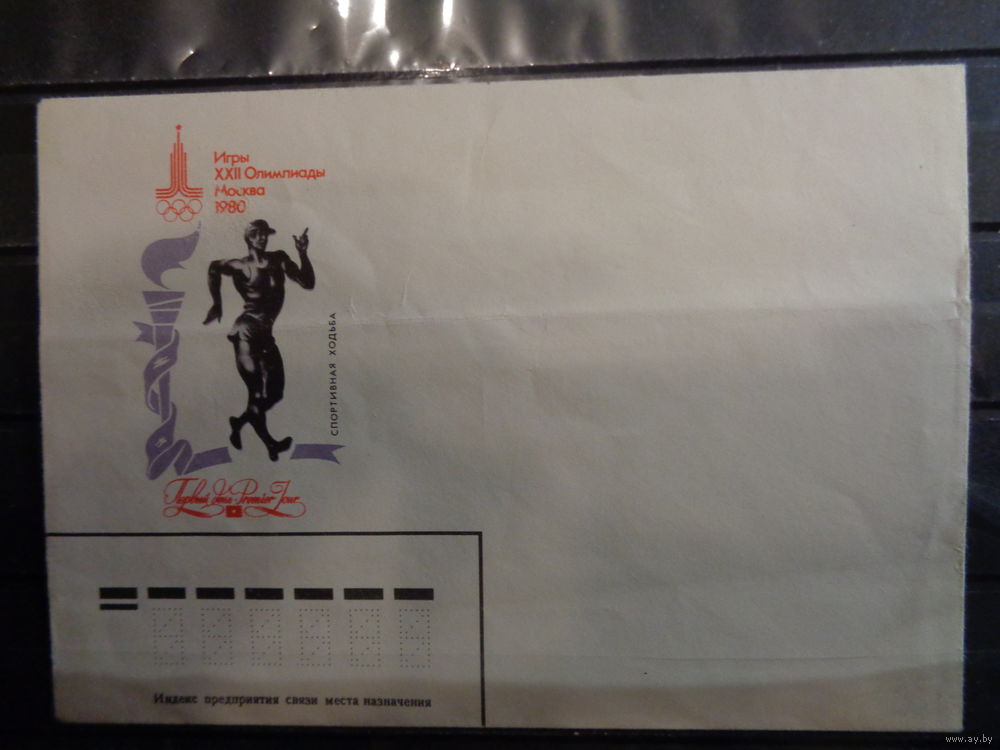 Игры
XXII Олимпиады
Москва
1980
СПОРТИВНАЯ ХОДЬБА
Первый день · Premier Jour
Индекс предприятия связи места назначения
www.ay.by